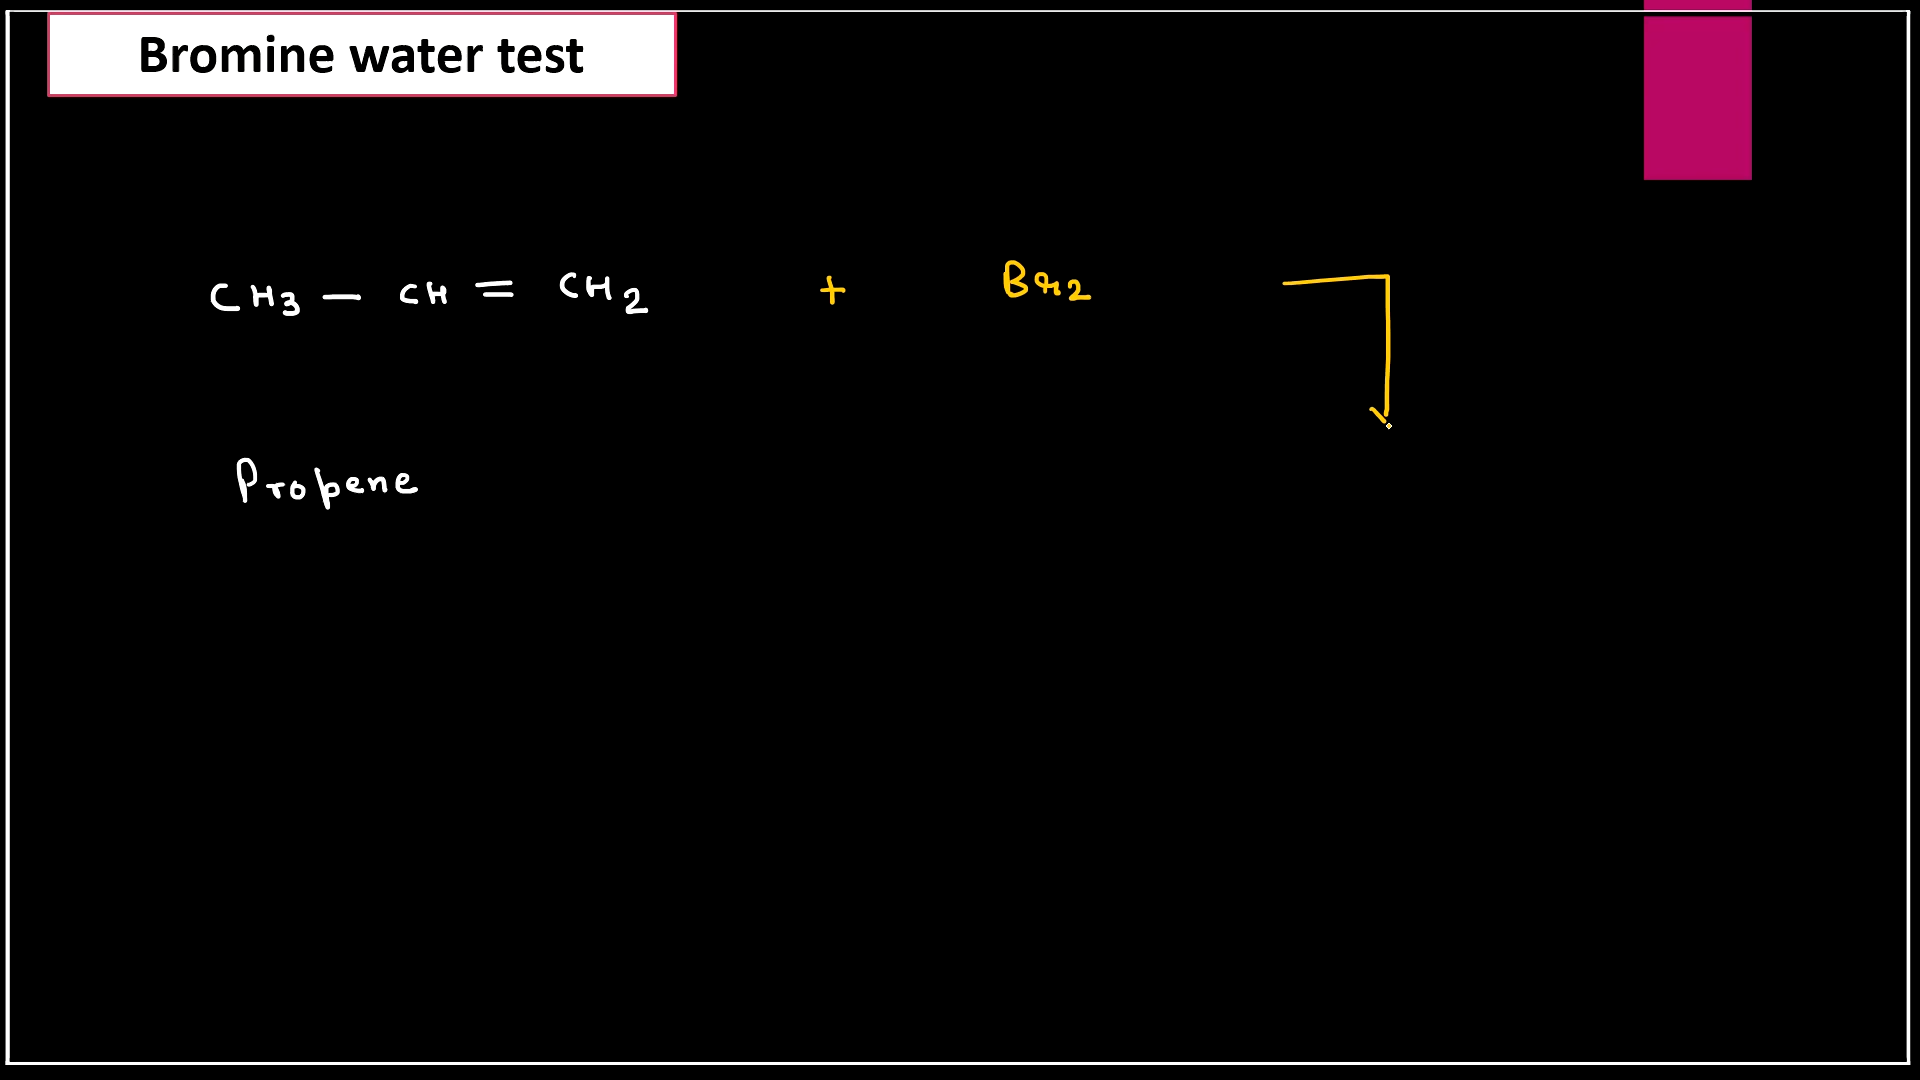 Bromine water test
CH3 — CH = CH2 + Br2
Propene